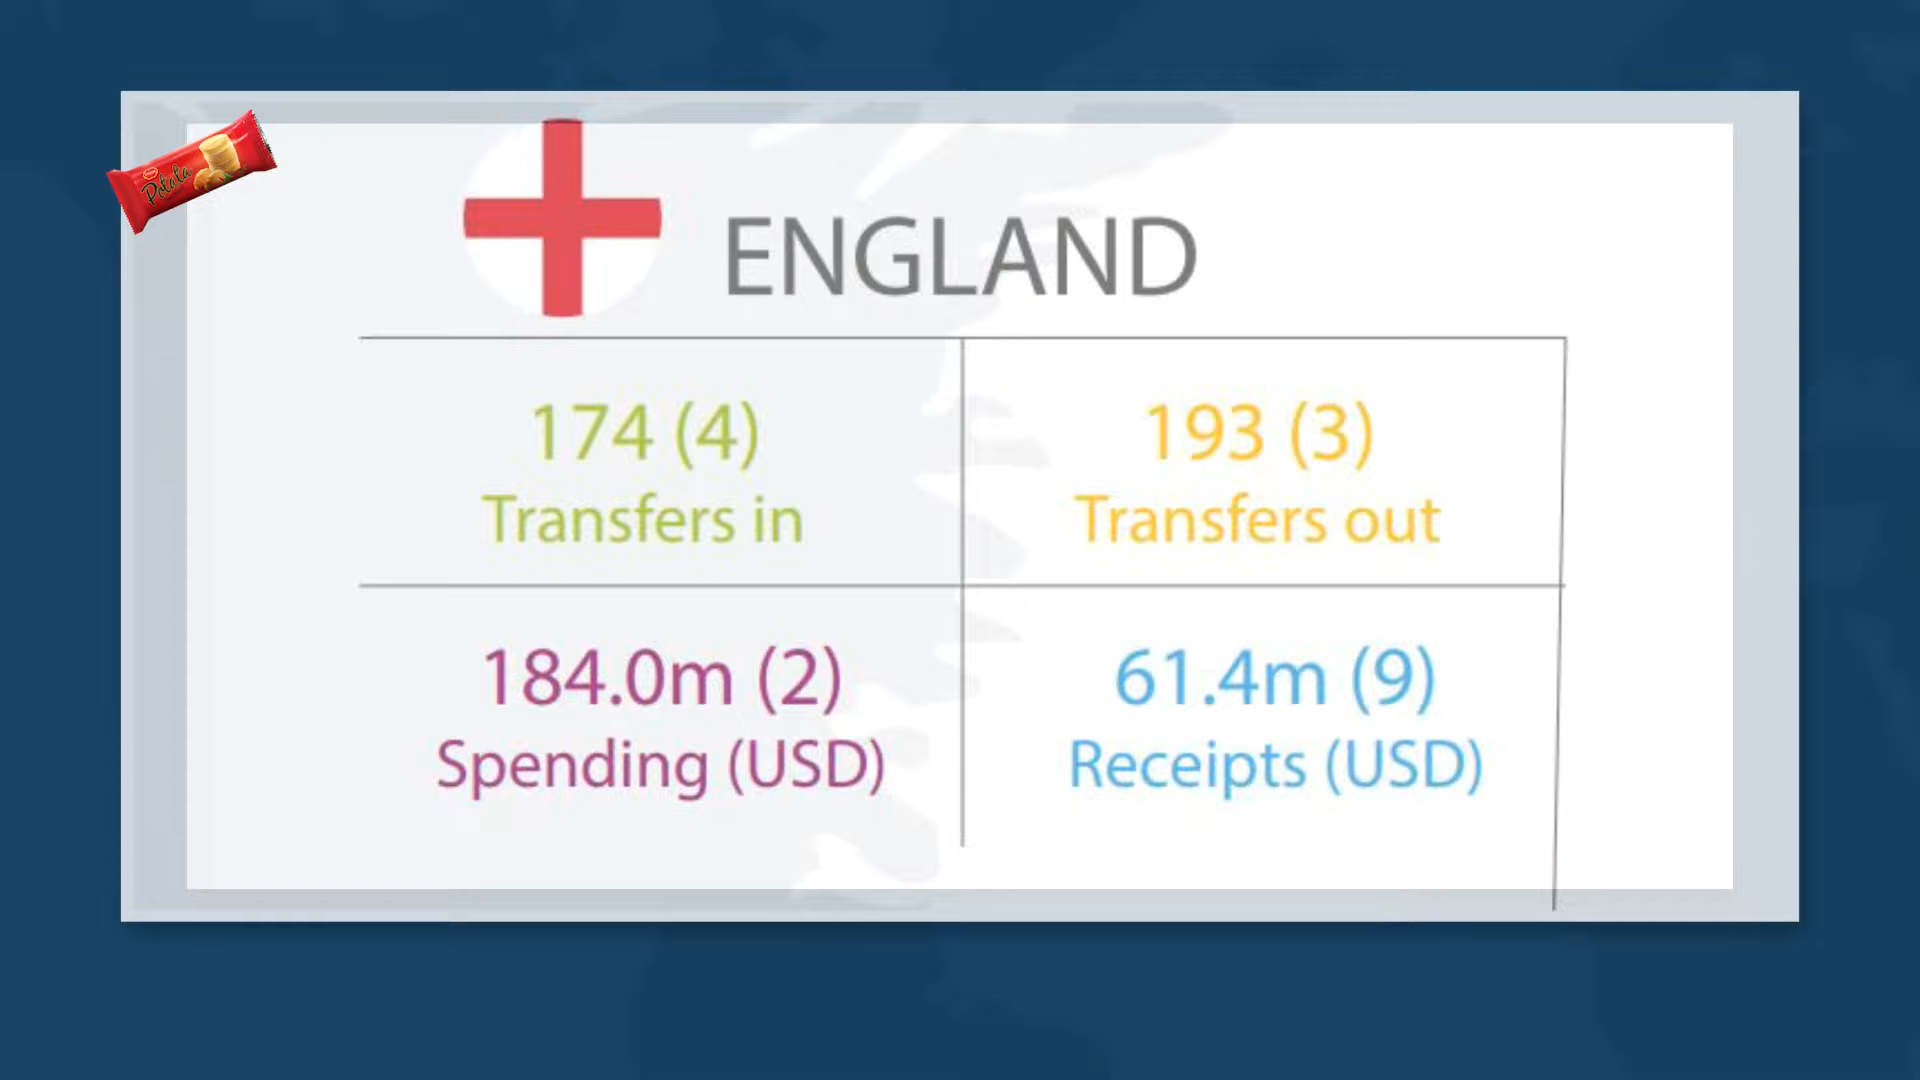 Potata
ENGLAND
174 (4)
Transfers in
193 (3)
Transfers out
184.0m (2)
Spending (USD)
61.4m (9)
Receipts (USD)